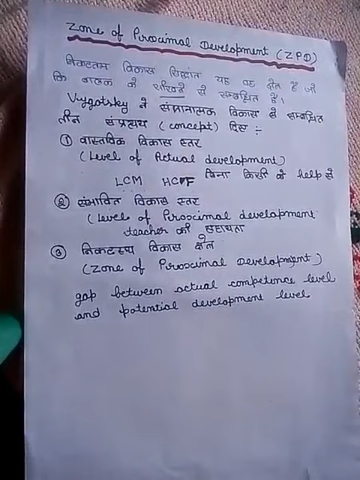 Zone of Proximal Development (ZPD)
निकटतम विकास सिद्धांत यह वह क्षेत्र है जो
कि बालक के सीखने से सम्बन्धित है।
Vygotsky ने संज्ञानात्मक विकास से सम्बन्धित
तीन संप्रत्यय (concept) दिए :-
① वास्तविक विकास स्तर
(Level of Actual development)
LCM HCF बिना किसी की help से
② संभावित विकास स्तर
(Level of Proximal development
teacher की सहायता
③ निकटस्थ विकास क्षेत्र
(Zone of Proximal Development)
gap between actual competence level
and potential development level